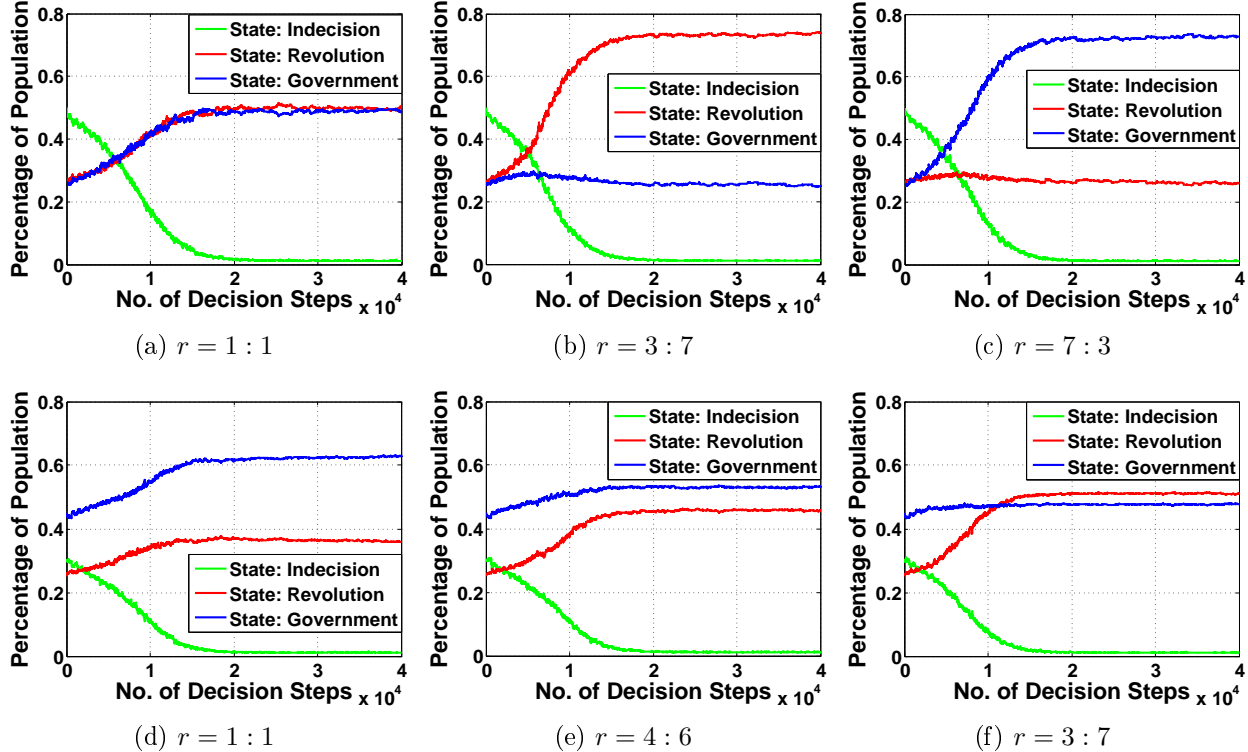 Percentage of Population
0.8
0.6
0.4
0.2
0
State: Indecision
State: Revolution
State: Government
0 1 2 3 4
No. of Decision Steps x 10^4
(a) r = 1 : 1
Percentage of Population
0.8
0.6
0.4
0.2
0
State: Indecision
State: Revolution
State: Government
0 1 2 3 4
No. of Decision Steps x 10^4
(b) r = 3 : 7
Percentage of Population
0.8
0.6
0.4
0.2
0
State: Indecision
State: Revolution
State: Government
0 1 2 3 4
No. of Decision Steps x 10^4
(c) r = 7 : 3
Percentage of Population
0.8
0.6
0.4
0.2
0
State: Indecision
State: Revolution
State: Government
0 1 2 3 4
No. of Decision Steps x 10^4
(d) r = 1 : 1
Percentage of Population
0.8
0.6
0.4
0.2
0
State: Indecision
State: Revolution
State: Government
0 1 2 3 4
No. of Decision Steps x 10^4
(e) r = 4 : 6
Percentage of Population
0.8
0.6
0.4
0.2
0
State: Indecision
State: Revolution
State: Government
0 1 2 3 4
No. of Decision Steps x 10^4
(f) r = 3 : 7